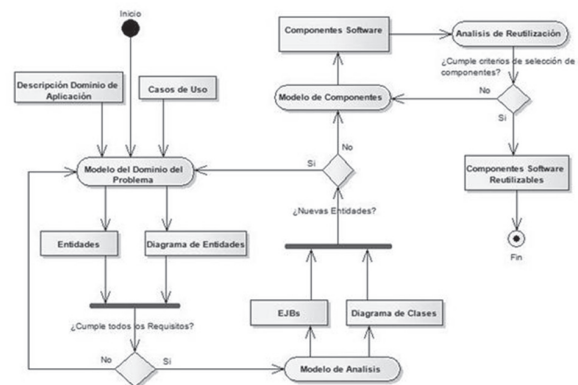 Inicio
Descripción Dominio de
Aplicación
Casos de Uso
Modelo del Dominio del
Problema
Entidades
Diagrama de Entidades
¿Cumple todos los Requisitos?
No
Si
Modelo de Analisis
EJBs
Diagrama de Clases
¿Nuevas Entidades?
Si
No
Modelo de Componentes
Componentes Software
Analisis de Reutilización
¿Cumple criterios de selección de
componentes?
No
Si
Componentes Software
Reutilizables
Fin